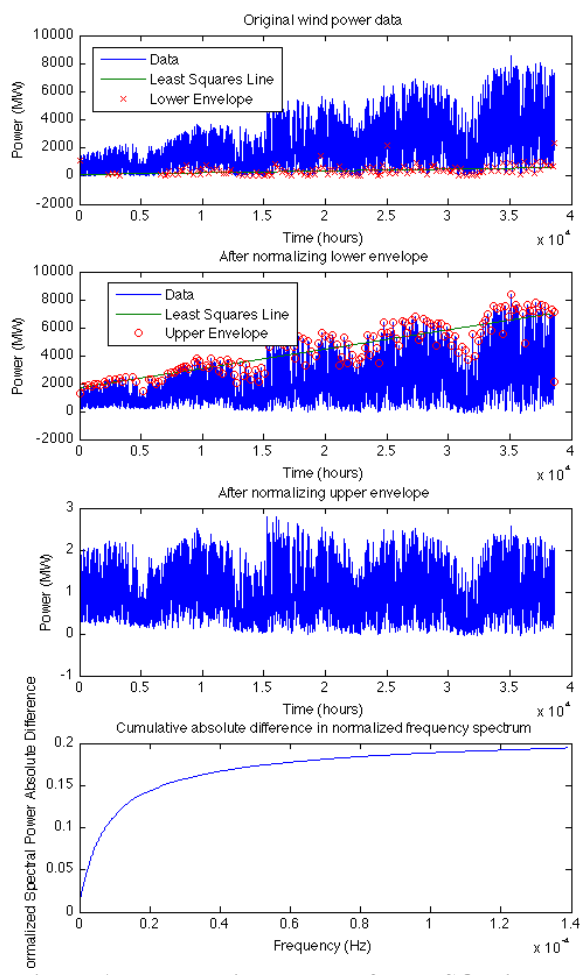 Original wind power data
10000
8000
6000
4000
2000
0
-2000
Power (MW)
Data
Least Squares Line
Lower Envelope
0 0.5 1 1.5 2 2.5 3 3.5 4
Time (hours)
x 10⁴
After normalizing lower envelope
10000
8000
6000
4000
2000
0
-2000
Power (MW)
Data
Least Squares Line
Upper Envelope
0 0.5 1 1.5 2 2.5 3 3.5 4
Time (hours)
x 10⁴
After normalizing upper envelope
3
2
1
0
-1
Power (MW)
0 0.5 1 1.5 2 2.5 3 3.5 4
Time (hours)
x 10⁴
Cumulative absolute difference in normalized frequency spectrum
0.2
0.15
0.1
0.05
0
ormalized Spectral Power Absolute Difference
0 0.2 0.4 0.6 0.8 1 1.2 1.4
Frequency (Hz)
x 10⁻⁴